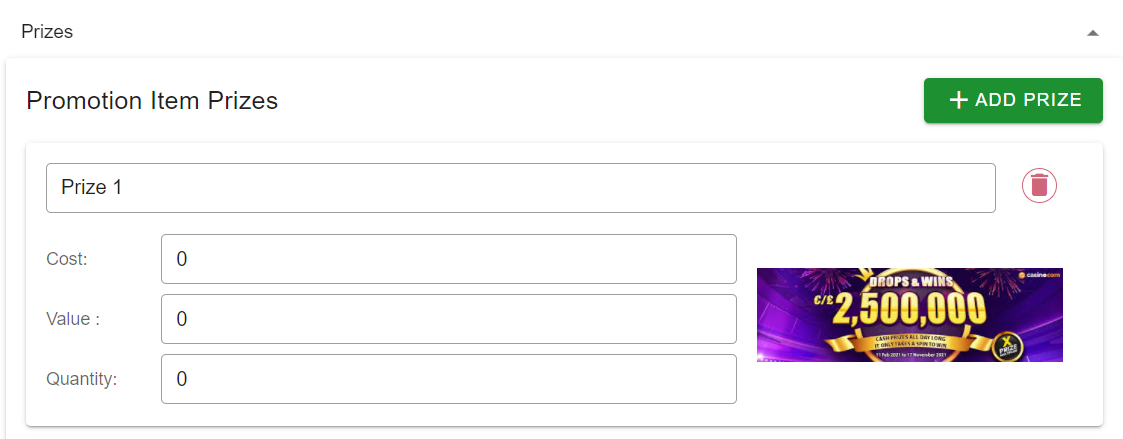 Prizes
Promotion Item Prizes
ADD PRIZE
Prize 1
Cost:
0
Value :
0
Quantity:
0
casinocom
DROPS & WINS
€/£ 2,500,000
CASH PRIZES ALL DAY LONG
IT ONLY TAKES A SPIN TO WIN
11 Feb 2021 to 17 November 2021
X
PRIZE